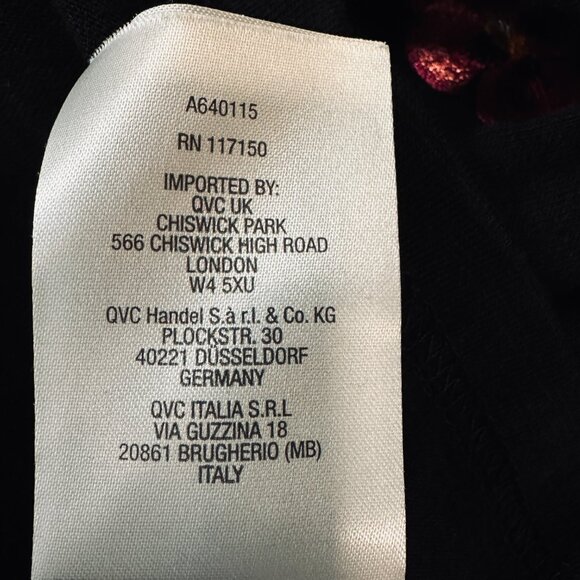 A640115
RN 117150
IMPORTED BY:
QVC UK
CHISWICK PARK
566 CHISWICK HIGH ROAD
LONDON
W4 5XU
QVC Handel S.à r.l. & Co. KG
PLOCKSTR. 30
40221 DÜSSELDORF
GERMANY
QVC ITALIA S.R.L
VIA GUZZINA 18
20861 BRUGHERIO (MB)
ITALY